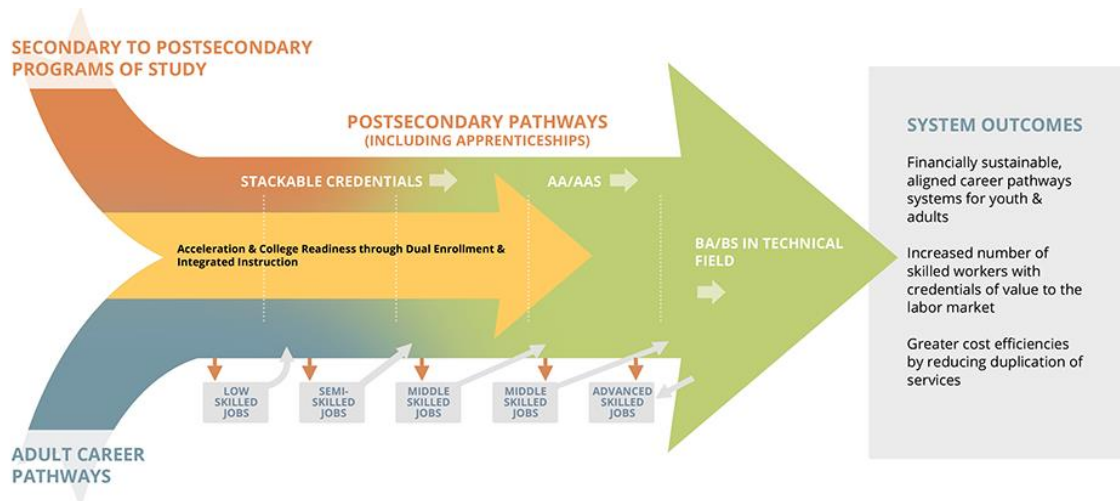 SECONDARY TO POSTSECONDARY
PROGRAMS OF STUDY
POSTSECONDARY PATHWAYS
(INCLUDING APPRENTICESHIPS)
STACKABLE CREDENTIALS
AA/AAS
Acceleration & College Readiness through Dual Enrollment &
Integrated Instruction
BA/BS IN TECHNICAL
FIELD
LOW
SKILLED
JOBS
SEMI-
SKILLED
JOBS
MIDDLE
SKILLED
JOBS
MIDDLE
SKILLED
JOBS
ADVANCED
SKILLED
JOBS
ADULT CAREER
PATHWAYS
SYSTEM OUTCOMES
Financially sustainable,
aligned career pathways
systems for youth &
adults
Increased number of
skilled workers with
credentials of value to the
labor market
Greater cost efficiencies
by reducing duplication of
services